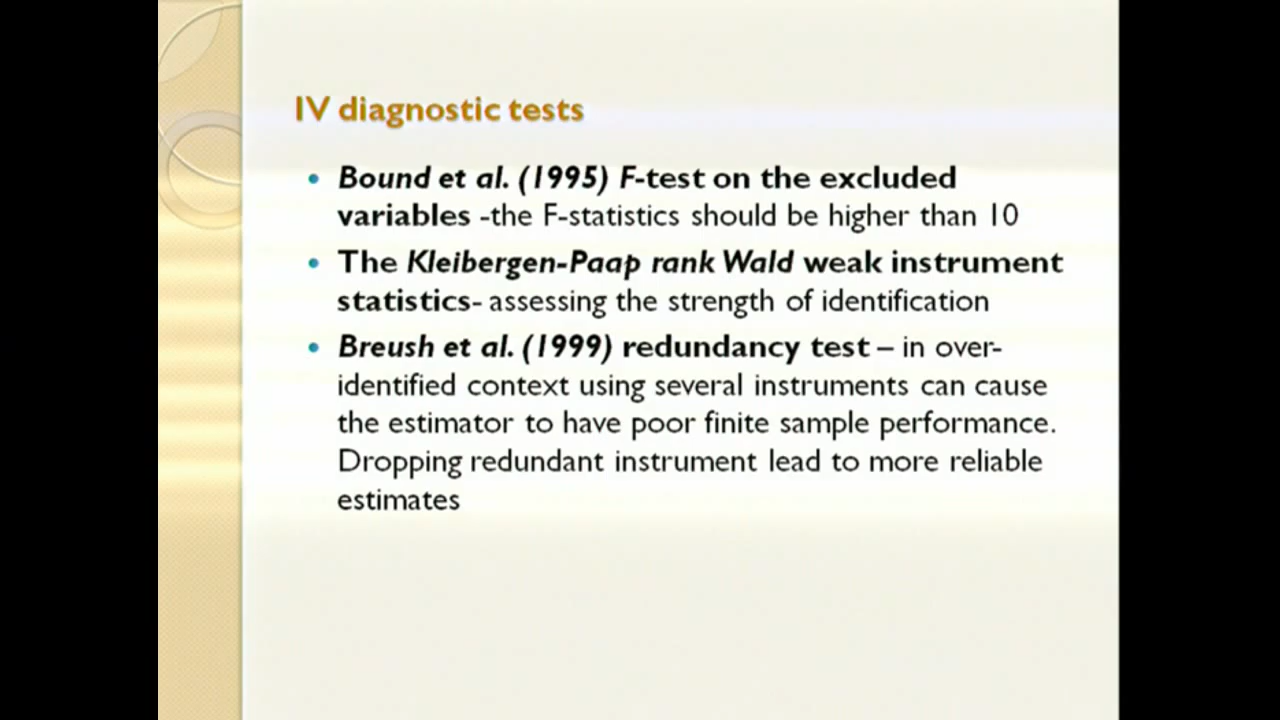 IV diagnostic tests
• Bound et al. (1995) F-test on the excluded
variables -the F-statistics should be higher than 10
• The Kleibergen-Paap rank Wald weak instrument
statistics- assessing the strength of identification
• Breush et al. (1999) redundancy test – in over-
identified context using several instruments can cause
the estimator to have poor finite sample performance.
Dropping redundant instrument lead to more reliable
estimates